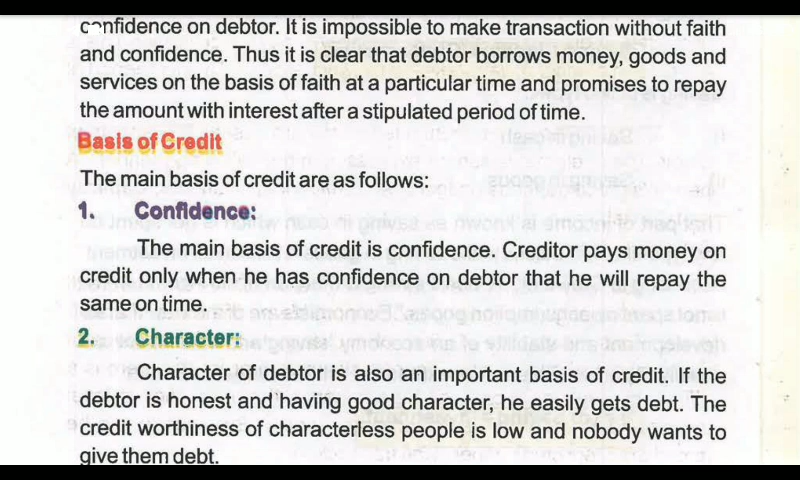 confidence on debtor. It is impossible to make transaction without faith
and confidence. Thus it is clear that debtor borrows money, goods and
services on the basis of faith at a particular time and promises to repay
the amount with interest after a stipulated period of time.
Basis of Credit
The main basis of credit are as follows:
1. Confidence:
The main basis of credit is confidence. Creditor pays money on
credit only when he has confidence on debtor that he will repay the
same on time.
2. Character:
Character of debtor is also an important basis of credit. If the
debtor is honest and having good character, he easily gets debt. The
credit worthiness of characterless people is low and nobody wants to
give them debt.